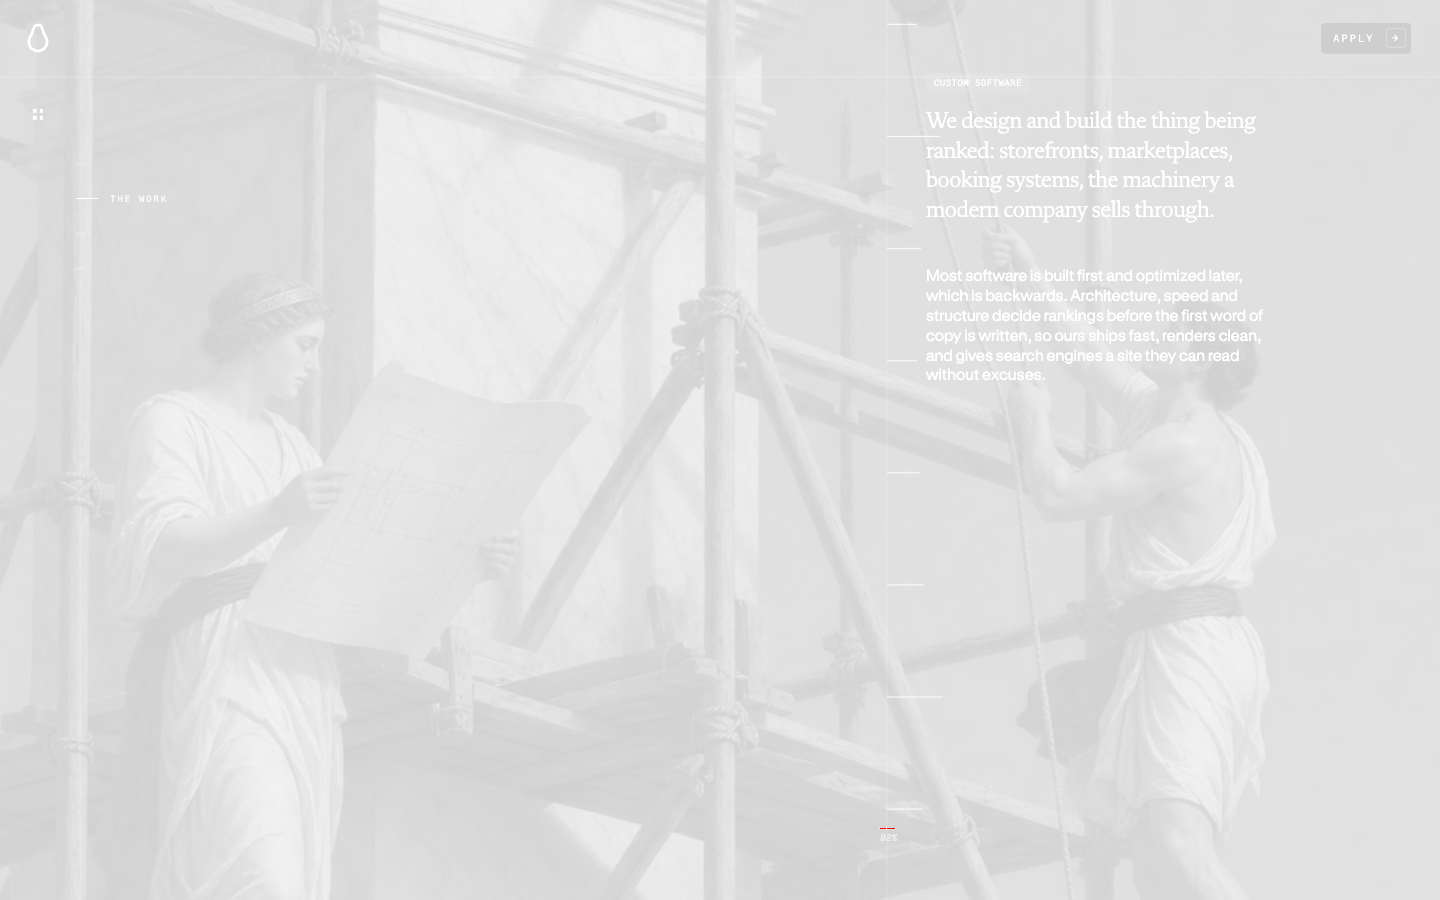 APPLY
CUSTOM SOFTWARE
We design and build the thing being
ranked: storefronts, marketplaces,
booking systems, the machinery a
modern company sells through.
THE WORK
Most software is built first and optimized later,
which is backwards. Architecture, speed and
structure decide rankings before the first word of
copy is written, so ours ships fast, renders clean,
and gives search engines a site they can read
without excuses.
92%